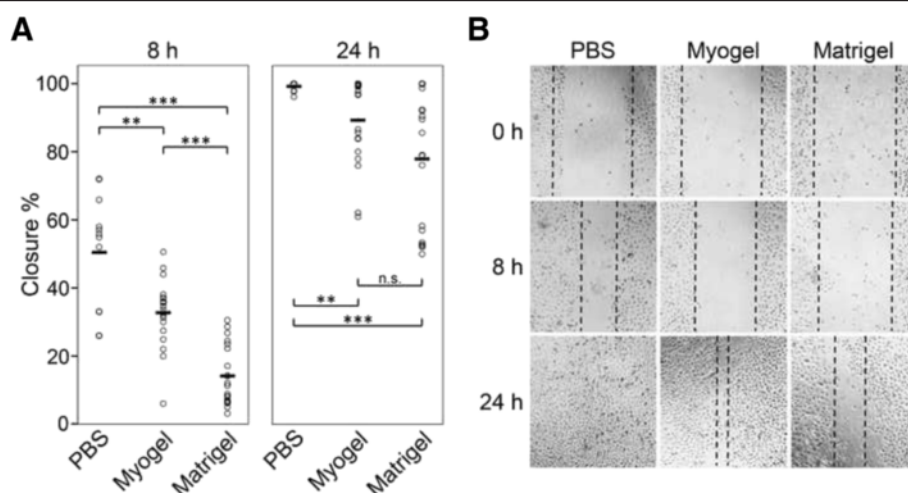 A
8 h
24 h
Closure %
100
80
60
40
20
0
***
**
***
n.s.
**
***
PBS
Myogel
Matrigel
PBS
Myogel
Matrigel
B
PBS
Myogel
Matrigel
0 h
8 h
24 h